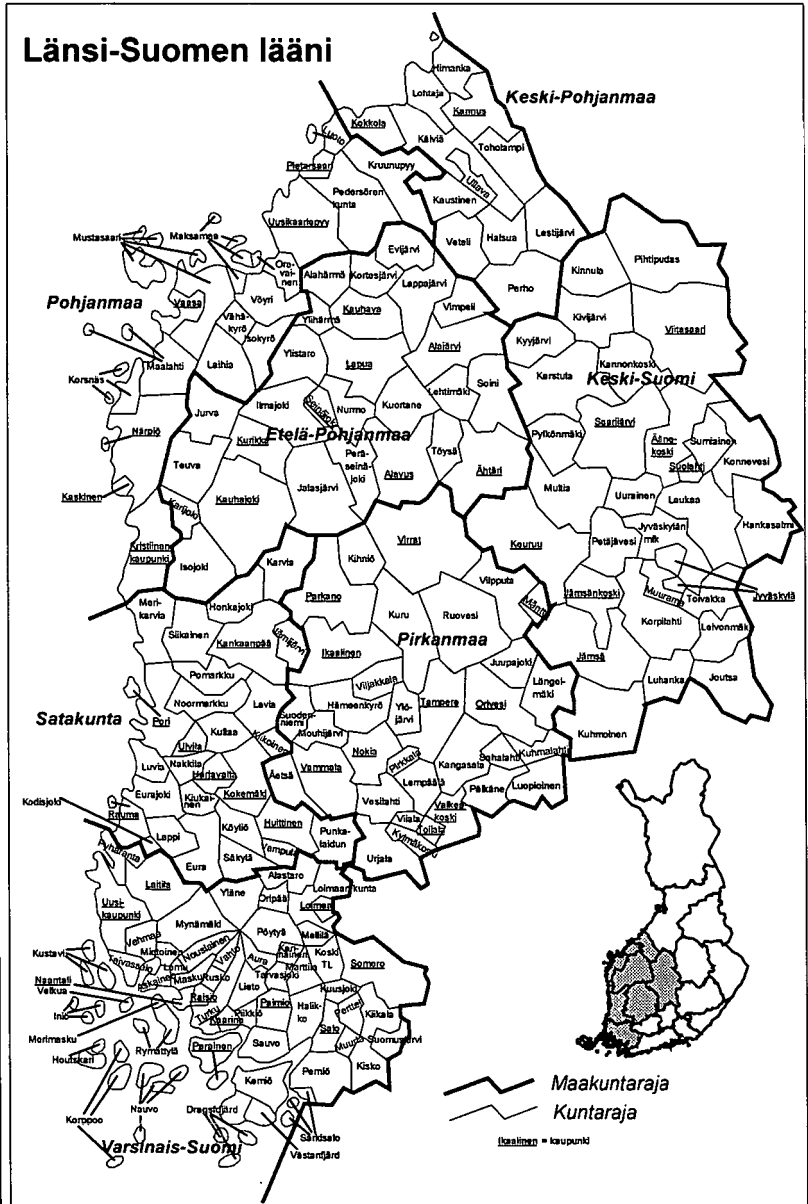 Länsi-Suomen lääni
Himanka
Lohtaja
Keski-Pohjanmaa
Kannus
Kokkola
Luoto
Kälviä
Toholampi
Pietarsaari
Kruunupyy
Ullava
Pedersören
kunta
Kaustinen
Uusikaarlepyy
Veteli
Halsua
Lestijärvi
Mustasaari
Maksamaa
Evijärvi
Oravainen
Alahärmä
Kortesjärvi
Lappajärvi
Perho
Kinnula
Pihtipudas
Pohjanmaa
Vaasa
Vöyri
Vähäkyrö
Isokyrö
Ylihärmä
Kauhava
Vimpeli
Kivijärvi
Viitasaari
Maalahti
Laihia
Ylistaro
Lapua
Alajärvi
Kyyjärvi
Karstula
Kannonkoski
Keski-Suomi
Korsnäs
Jurva
Ilmajoki
Seinäjoki
Nurmo
Kuortane
Lehtimäki
Soini
Saarijärvi
Närpiö
Etelä-Pohjanmaa
Kurikka
Pylkönmäki
Äänekoski
Sumiainen
Suolahti
Konnevesi
Teuva
Peräseinäjoki
Alavus
Töysä
Ähtäri
Kaskinen
Kauhajoki
Jalasjärvi
Multia
Uurainen
Laukaa
Karijoki
Hankasalmi
Kristiinankaupunki
Isojoki
Karvia
Kihniö
Virrat
Keuruu
Petäjävesi
Jyväskylän
mlk
Vilppula
Mänttä
Parkano
Jämsänkoski
Muurame
Toivakka
Jyväskylä
Merikarvia
Honkajoki
Siikainen
Kankaanpää
Jämijärvi
Kuru
Ruovesi
Korpilahti
Leivonmäki
Pirkanmaa
Ikaalinen
Jämsä
Pomarkku
Juupajoki
Längelmäki
Luhanka
Joutsa
Noormarkku
Lavia
Viljakkala
Satakunta
Pori
Suodenniemi
Hämeenkyrö
Ylöjärvi
Tampere
Orivesi
Kuhmoinen
Kullaa
Mouhijärvi
Ulvila
Kiikoinen
Nokia
Luvia
Nakkila
Harjavalta
Äetsä
Vammala
Pirkkala
Kangasala
Sahalahti
Kuhmalahti
Eurajoki
Kiukainen
Kokemäki
Lempäälä
Kodisjoki
Vesilahti
Valkeakoski
Pälkäne
Luopioinen
Rauma
Huittinen
Viiala
Toijala
Lappi
Köyliö
Punkalaidun
Kylmäkoski
Pyhäranta
Eura
Säkylä
Vampula
Urjala
Laitila
Yläne
Alastaro
Loimaan kunta
Oripää
Uusikaupunki
Loimaa
Mynämäki
Pöytyä
Mellilä
Vehmaa
Kustavi
Mietoinen
Nousiainen
Karinainen
Taivassalo
Lemu
Vahto
Aura
Koski
TL
Somero
Naantali
Askainen
Masku
Rusko
Tarvasjoki
Marttila
Velkua
Raisio
Lieto
Kuusjoki
Iniö
Turku
Paimio
Halikko
Pertteli
Kiikala
Merimasku
Kaarina
Piikkiö
Salo
Houtskari
Rymättylä
Parainen
Sauvo
Muurla
Suomusjärvi
Kemiö
Perniö
Kisko
Korppoo
Nauvo
Dragsfjärd
Särkisalo
Västanfjärd
Varsinais-Suomi
Maakuntaraja
Kuntaraja
Ikaalinen = kaupunki